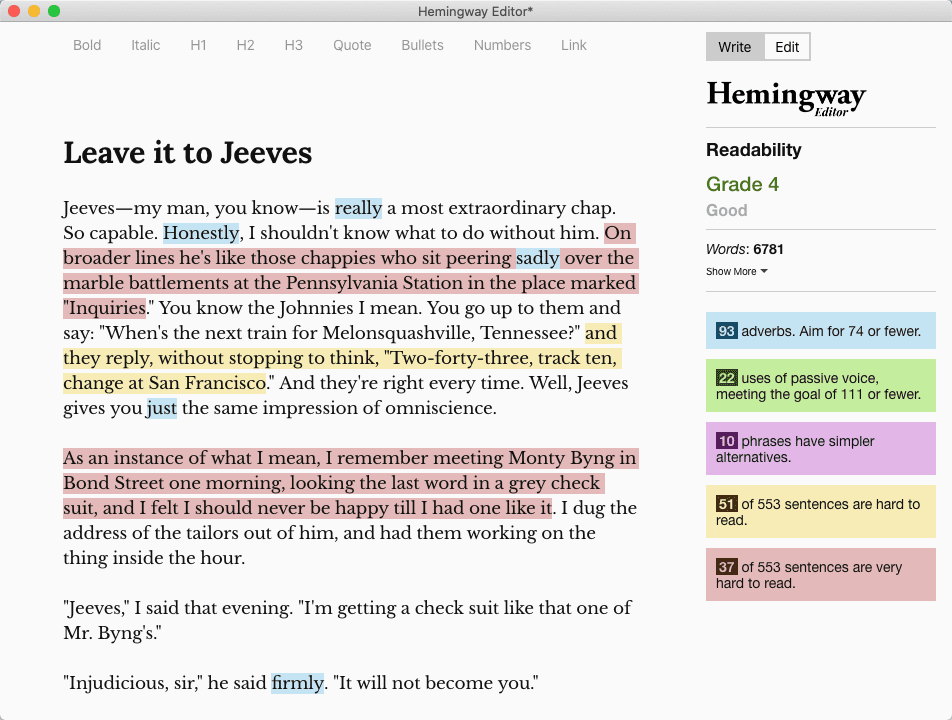 Hemingway Editor*
Bold Italic H1 H2 H3 Quote Bullets Numbers Link
Write Edit
Hemingway
Editor
Leave it to Jeeves
Jeeves—my man, you know—is really a most extraordinary chap.
So capable. Honestly, I shouldn't know what to do without him. On
broader lines he's like those chappies who sit peering sadly over the
marble battlements at the Pennsylvania Station in the place marked
"Inquiries." You know the Johnnies I mean. You go up to them and
say: "When's the next train for Melonsquashville, Tennessee?" and
they reply, without stopping to think, "Two-forty-three, track ten,
change at San Francisco." And they're right every time. Well, Jeeves
gives you just the same impression of omniscience.
As an instance of what I mean, I remember meeting Monty Byng in
Bond Street one morning, looking the last word in a grey check
suit, and I felt I should never be happy till I had one like it. I dug the
address of the tailors out of him, and had them working on the
thing inside the hour.
"Jeeves," I said that evening. "I'm getting a check suit like that one of
Mr. Byng's."
"Injudicious, sir," he said firmly. "It will not become you."
Readability
Grade 4
Good
Words: 6781
Show More
93 adverbs. Aim for 74 or fewer.
22 uses of passive voice,
meeting the goal of 111 or fewer.
10 phrases have simpler
alternatives.
51 of 553 sentences are hard to
read.
37 of 553 sentences are very
hard to read.